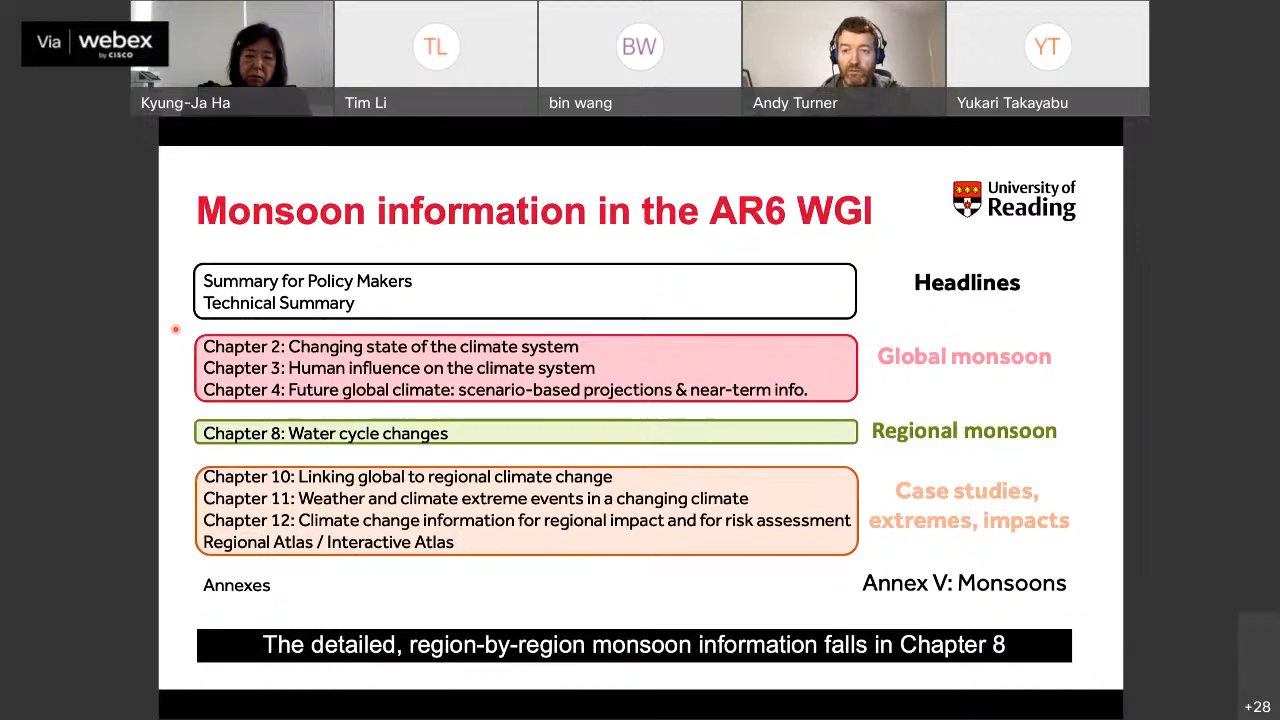 Via webex
by CISCO
TL
BW
YT
Kyung-Ja Ha
Tim Li
bin wang
Andy Turner
Yukari Takayabu
Monsoon information in the AR6 WGI
University of
Reading
Summary for Policy Makers
Technical Summary
Headlines
Chapter 2: Changing state of the climate system
Chapter 3: Human influence on the climate system
Chapter 4: Future global climate: scenario-based projections & near-term info.
Global monsoon
Chapter 8: Water cycle changes
Regional monsoon
Chapter 10: Linking global to regional climate change
Chapter 11: Weather and climate extreme events in a changing climate
Chapter 12: Climate change information for regional impact and for risk assessment
Regional Atlas / Interactive Atlas
Case studies,
extremes, impacts
Annexes
Annex V: Monsoons
The detailed, region-by-region monsoon information falls in Chapter 8
+28